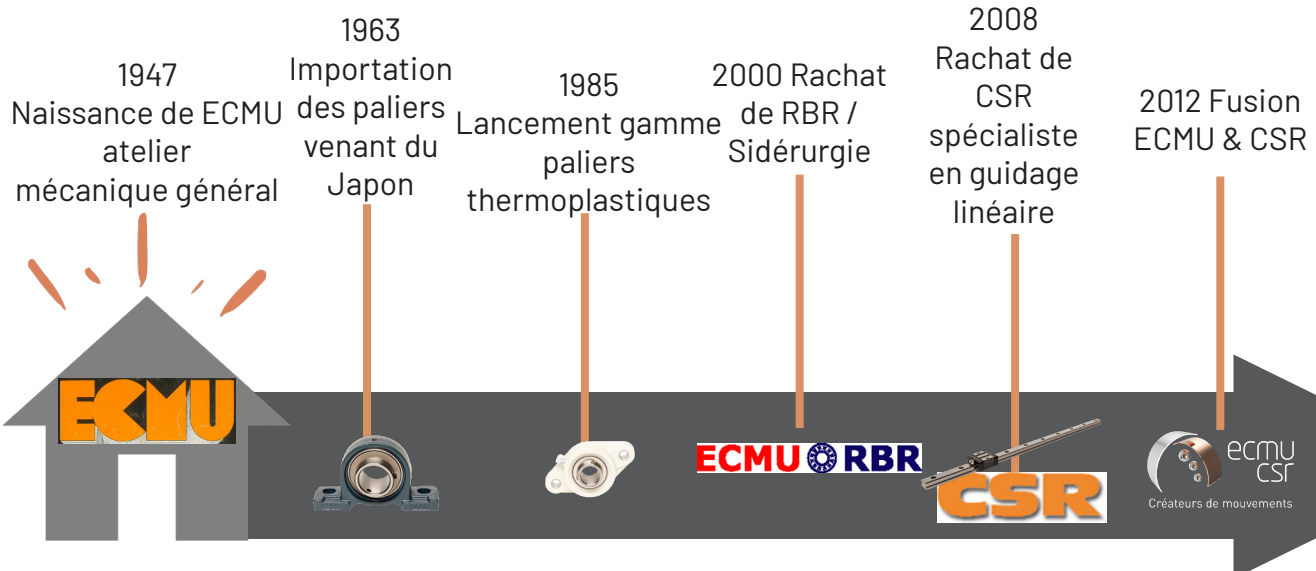 1947
Naissance de ECMU
atelier
mécanique général
1963
Importation
des paliers
venant du
Japon
1985
Lancement gamme
paliers
thermoplastiques
2000 Rachat
de RBR /
Sidérurgie
2008
Rachat de
CSR
spécialiste
en guidage
linéaire
2012 Fusion
ECMU & CSR
ECMU
ECMU RBR
CSR
ecmu
csr
Créateurs de mouvements